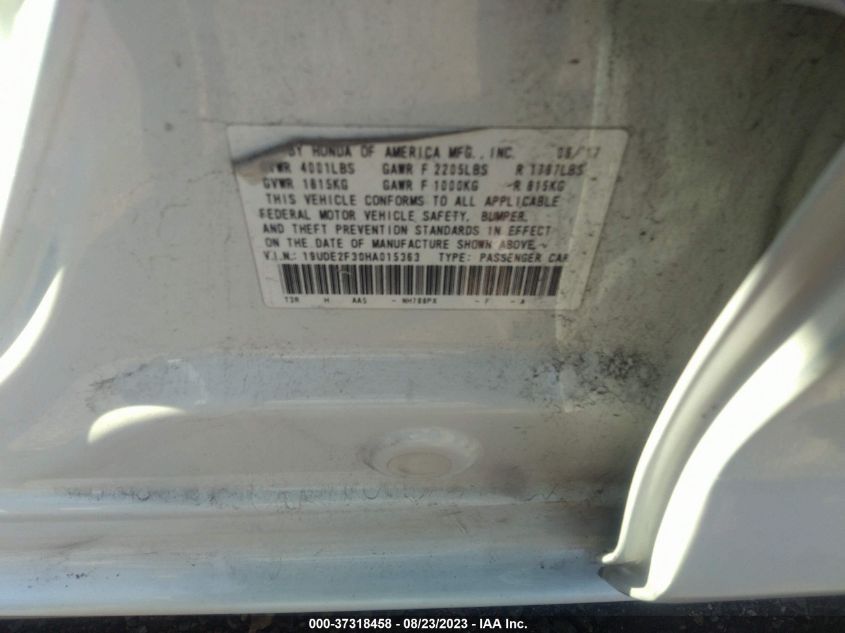 BY HONDA OF AMERICA MFG., INC. 06/17
GVWR 4001LBS GAWR F 2205LBS R 1787LBS
GVWR 1815KG GAWR F 1000KG R 815KG
THIS VEHICLE CONFORMS TO ALL APPLICABLE
FEDERAL MOTOR VEHICLE SAFETY, BUMPER,
AND THEFT PREVENTION STANDARDS IN EFFECT
ON THE DATE OF MANUFACTURE SHOWN ABOVE.
V.I.N.: 19UDE2F30HA015363 TYPE: PASSENGER CAR
T3R H AAS - NH788PX - F - A
000-37318458 - 08/23/2023 - IAA Inc.